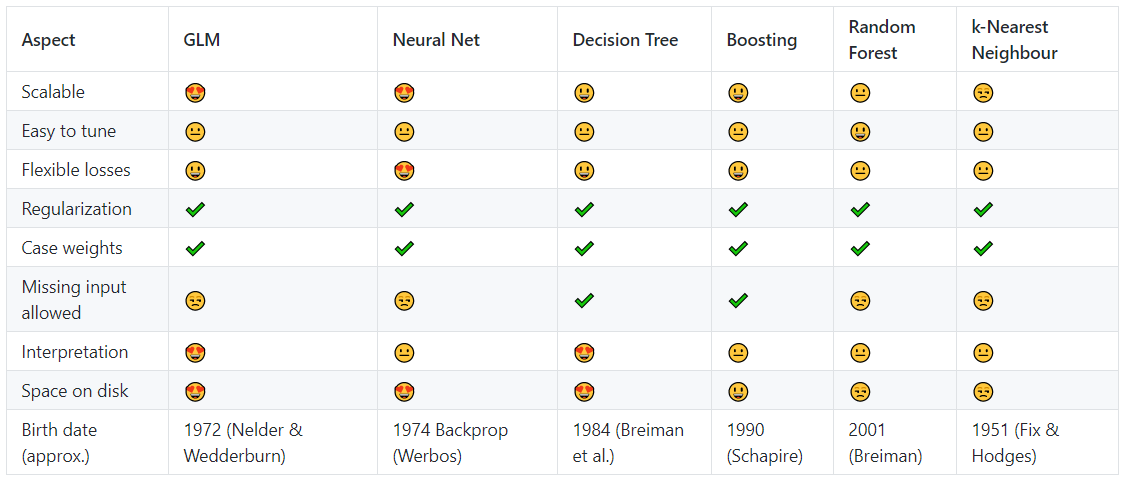 Aspect GLM Neural Net Decision Tree Boosting Random Forest k-Nearest Neighbour
Scalable 😍 😍 😃 😃 😐 😒
Easy to tune 😐 😐 😐 😐 😃 😐
Flexible losses 😃 😍 😃 😃 😐 😐
Regularization ✔ ✔ ✔ ✔ ✔ ✔
Case weights ✔ ✔ ✔ ✔ ✔ ✔
Missing input allowed 😒 😒 ✔ ✔ 😒 😒
Interpretation 😍 😐 😍 😐 😐 😐
Space on disk 😍 😍 😍 😃 😒 😒
Birth date (approx.) 1972 (Nelder & Wedderburn) 1974 Backprop (Werbos) 1984 (Breiman et al.) 1990 (Schapire) 2001 (Breiman) 1951 (Fix & Hodges)